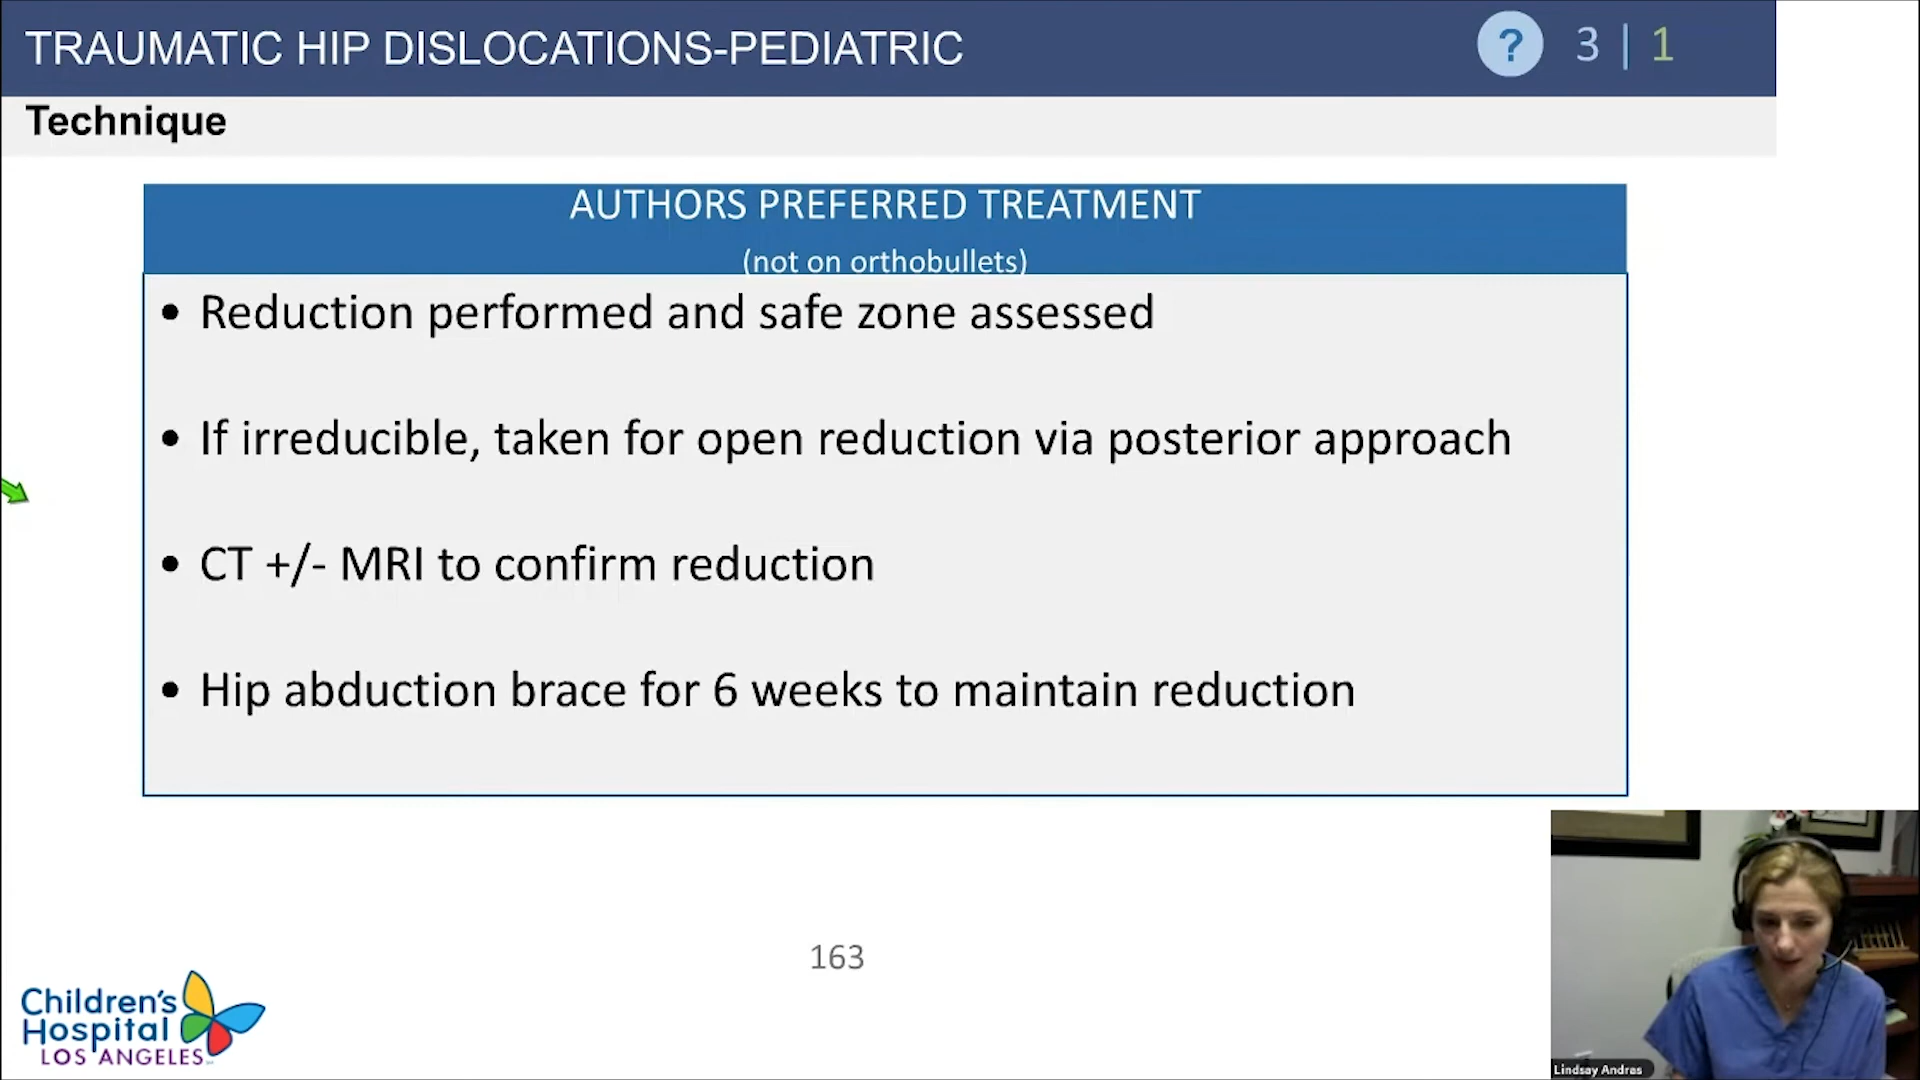 TRAUMATIC HIP DISLOCATIONS-PEDIATRIC
? 3 | 1
Technique
AUTHORS PREFERRED TREATMENT
(not on orthobullets)
• Reduction performed and safe zone assessed
• If irreducible, taken for open reduction via posterior approach
• CT +/- MRI to confirm reduction
• Hip abduction brace for 6 weeks to maintain reduction
163
Children's
Hospital
LOS ANGELES
Lindsay Andras